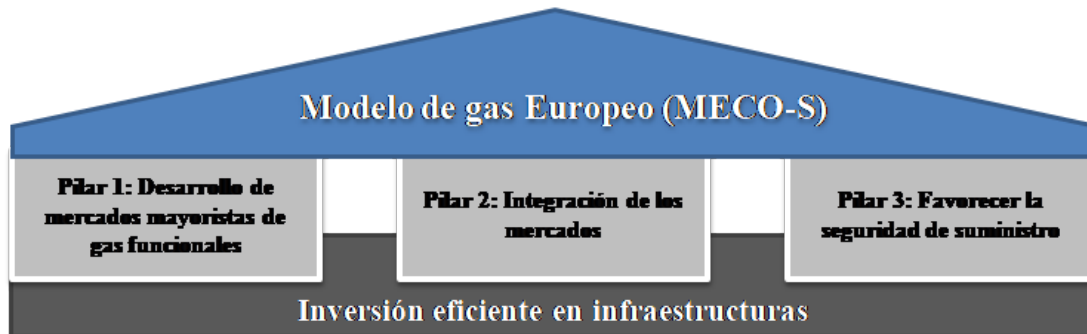 Modelo de gas Europeo (MECO-S)
Pilar 1: Desarrollo de
mercados mayoristas de
gas funcionales
Pilar 2: Integración de los
mercados
Pilar 3: Favorecer la
seguridad de suministro
Inversión eficiente en infraestructuras